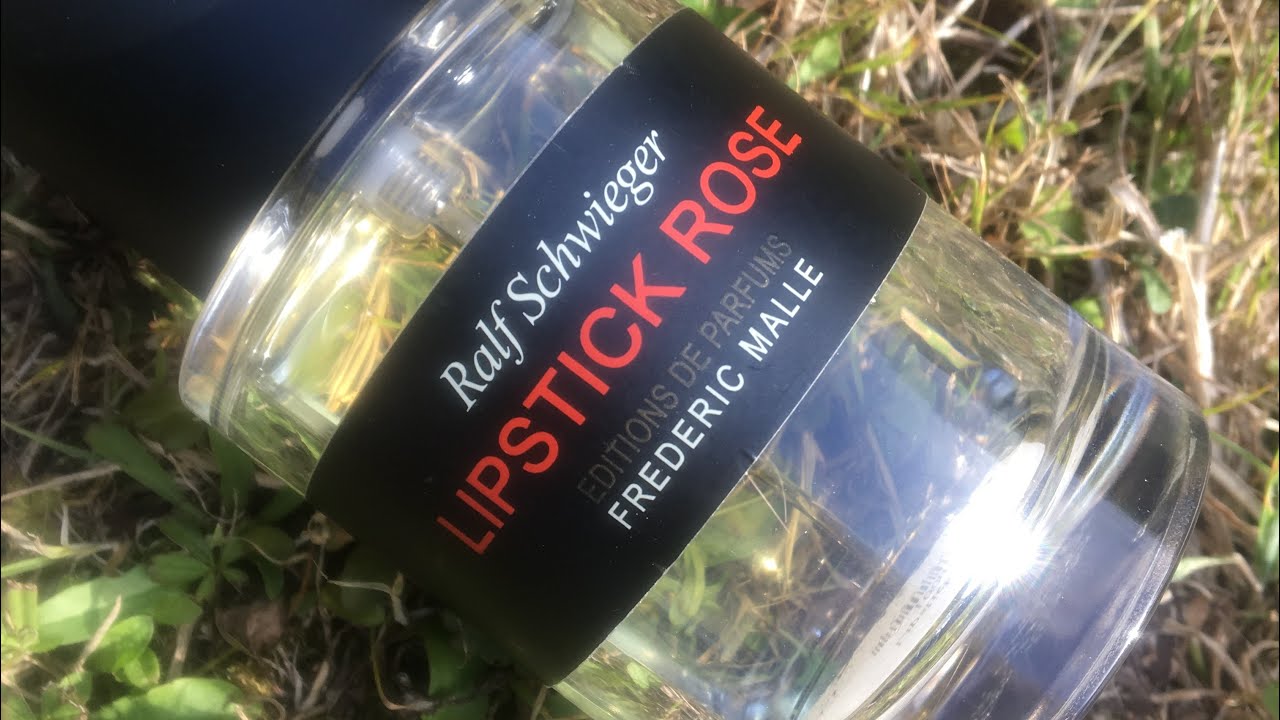 Ralf Schwieger
LIPSTICK ROSE
EDITIONS DE PARFUMS
FREDERIC MALLE